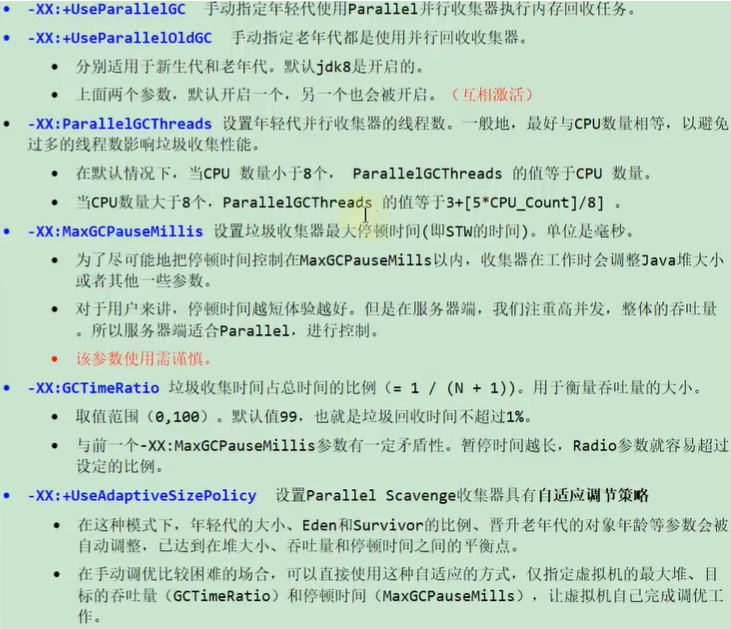 -XX:+UseParallelGC 手动指定年轻代使用Parallel并行收集器执行内存回收任务。
-XX:+UseParallelOldGC 手动指定老年代都是使用并行回收收集器。
分别适用于新生代和老年代。默认jdk8是开启的。
上面两个参数，默认开启一个，另一个也会被开启。（互相激活）
-XX:ParallelGCThreads 设置年轻代并行收集器的线程数。一般地，最好与CPU数量相等，以避免
过多的线程数影响垃圾收集性能。
在默认情况下，当CPU 数量小于8个， ParallelGCThreads 的值等于CPU 数量。
当CPU数量大于8个，ParallelGCThreads 的值等于3+[5*CPU_Count]/8] 。
-XX:MaxGCPauseMillis 设置垃圾收集器最大停顿时间(即STW的时间)。单位是毫秒。
为了尽可能地把停顿时间控制在MaxGCPauseMills以内，收集器在工作时会调整Java堆大小
或者其他一些参数。
对于用户来讲，停顿时间越短体验越好。但是在服务器端，我们注重高并发，整体的吞吐量
。所以服务器端适合Parallel，进行控制。
该参数使用需谨慎。
-XX:GCTimeRatio 垃圾收集时间占总时间的比例（= 1 / (N + 1)）。用于衡量吞吐量的大小。
取值范围（0,100）。默认值99，也就是垃圾回收时间不超过1%。
与前一个-XX:MaxGCPauseMillis参数有一定矛盾性。暂停时间越长，Radio参数就容易超过
设定的比例。
-XX:+UseAdaptiveSizePolicy 设置Parallel Scavenge收集器具有自适应调节策略
在这种模式下，年轻代的大小、Eden和Survivor的比例、晋升老年代的对象年龄等参数会被
自动调整，已达到在堆大小、吞吐量和停顿时间之间的平衡点。
在手动调优比较困难的场合，可以直接使用这种自适应的方式，仅指定虚拟机的最大堆、目
标的吞吐量（GCTimeRatio）和停顿时间（MaxGCPauseMills），让虚拟机自己完成调优工
作。